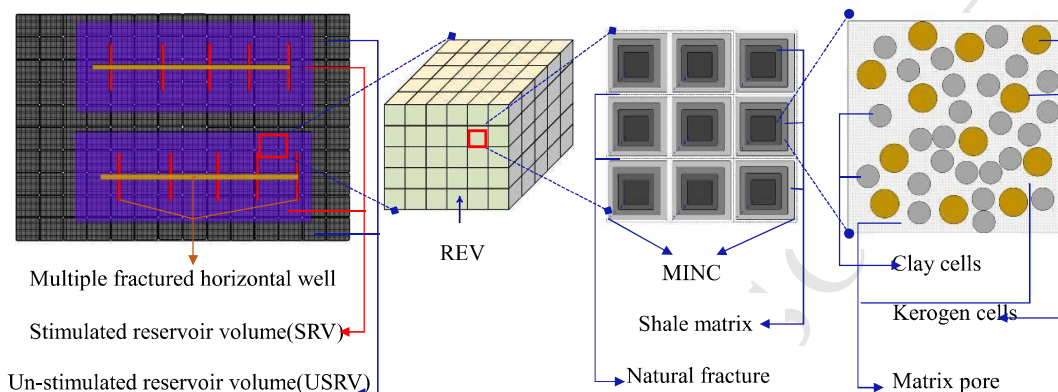 REV
MINC
Clay cells
Multiple fractured horizontal well
Kerogen cells
Shale matrix
Stimulated reservoir volume(SRV)
Natural fracture
Matrix pore
Un-stimulated reservoir volume(USRV)